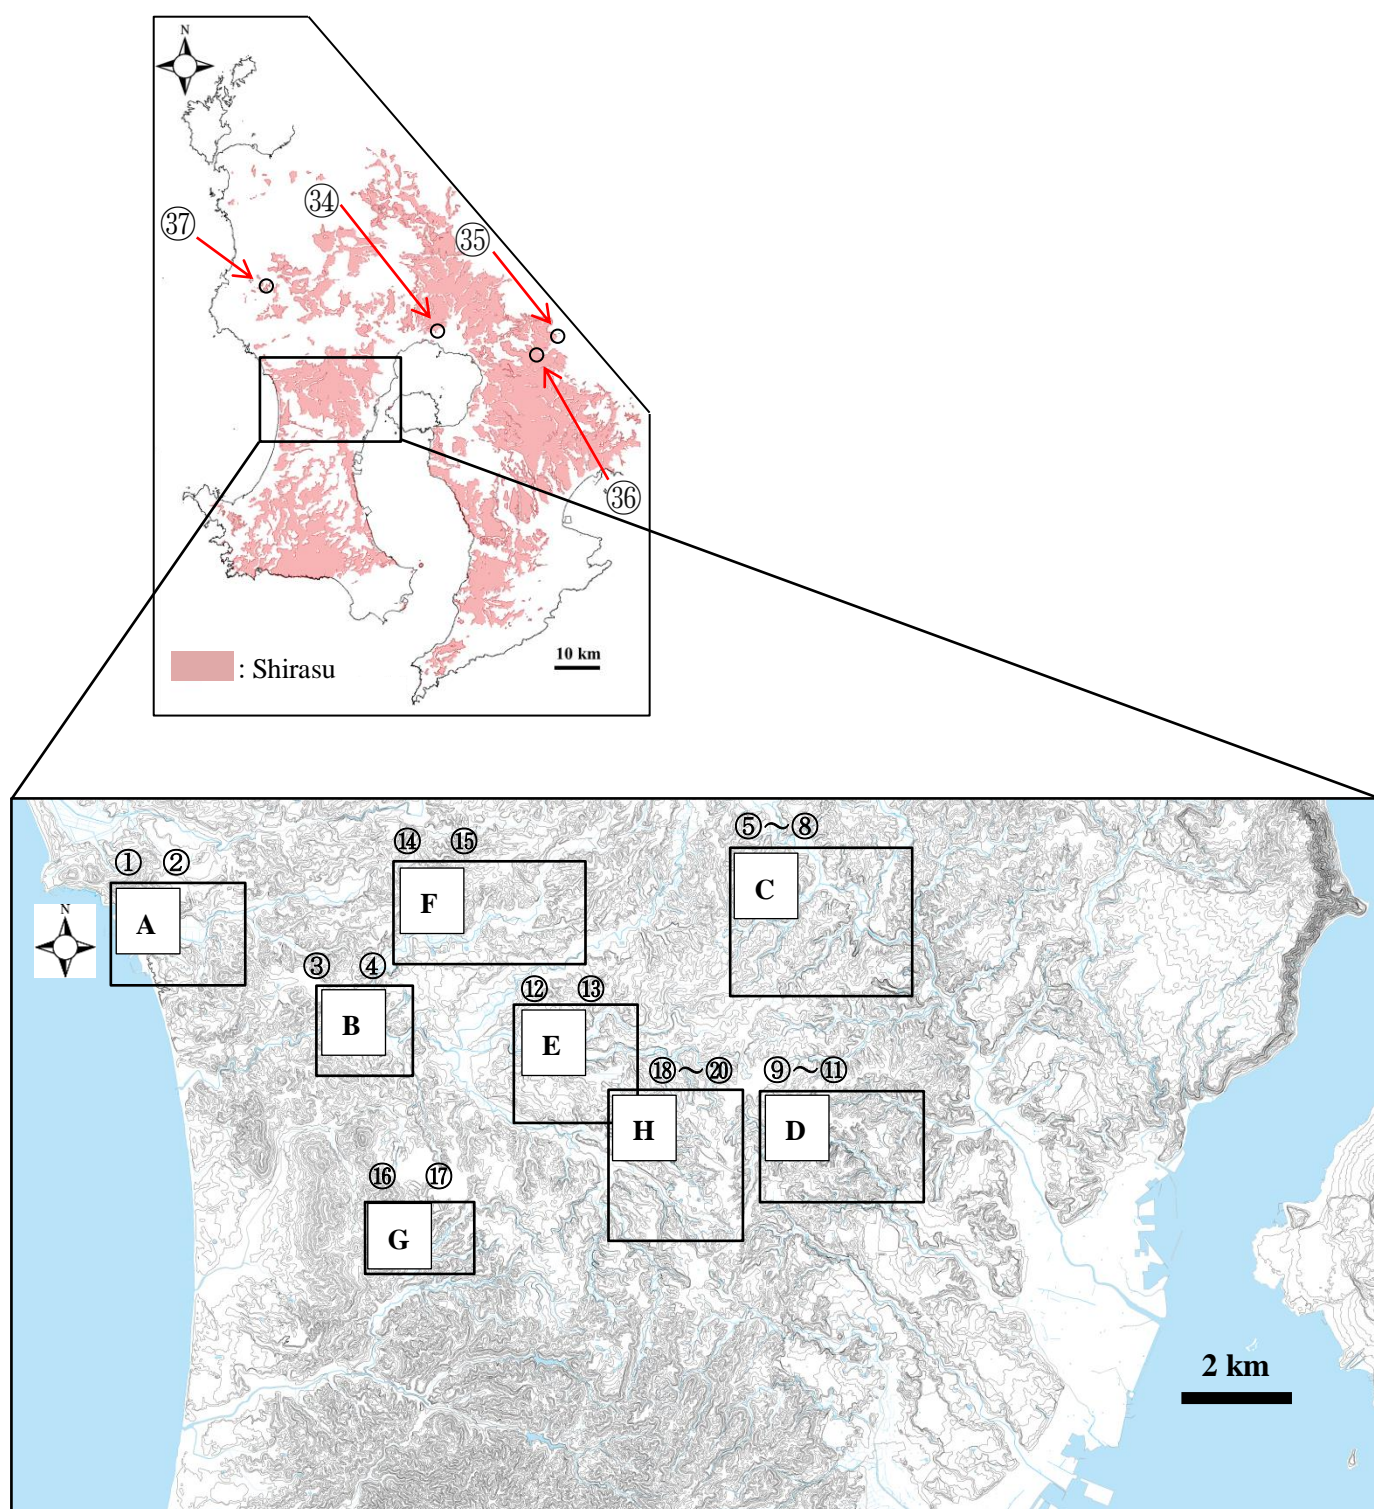 N
㉞
㊲
㉟
㊱
10 km
: Shirasu
⑤～⑧
⑭ ⑮
① ②
C
F
N
A
③ ④
⑫ ⑬
B
E
⑱～⑳ ⑨～⑪
H D
⑯ ⑰
G
2 km